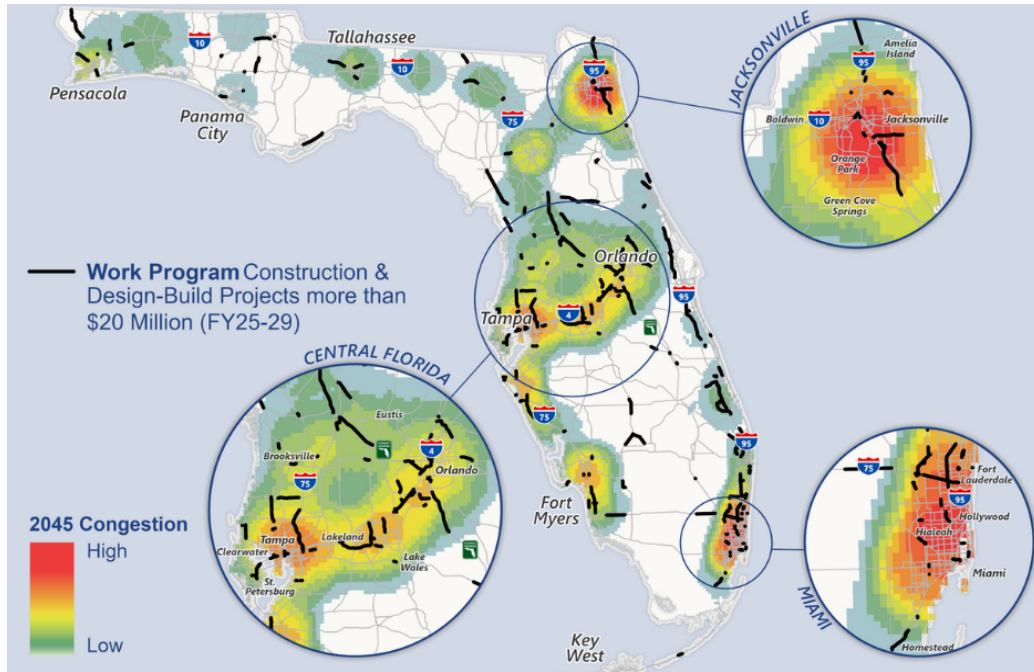 Tallahassee
10
10
95
Pensacola
Panama
City
75
JACKSONVILLE
95
Amelia
Island
Baldwin
10
Jacksonville
Orange
Park
Green Cove
Springs
Work Program Construction &
Design-Build Projects more than
$20 Million (FY25-29)
Orlando
Tampa
4
95
75
95
Fort
Myers
Key
West
CENTRAL FLORIDA
Eustis
4
Brooksville
75
Orlando
Tampa
Lakeland
Clearwater
Lake
Wales
St.
Petersburg
2045 Congestion
High
Low
75
Fort
Lauderdale
95
Hollywood
Hialeah
Miami
Homestead
MIAMI